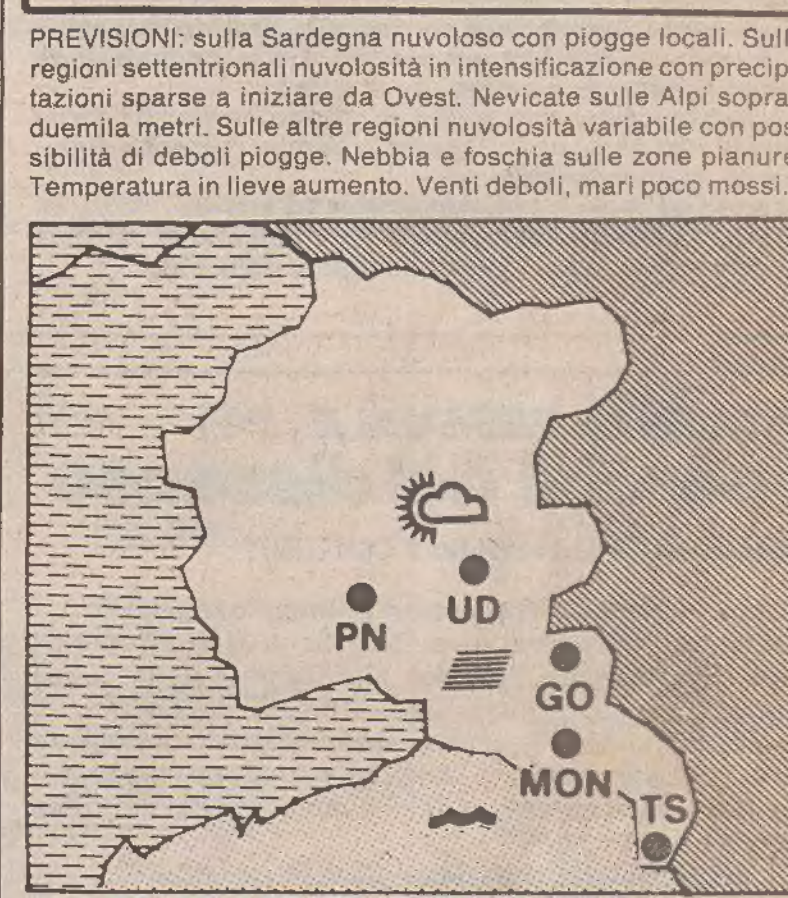 PREVISIONI: sulla Sardegna nuvoloso con piogge locali. Sull
regioni settentrionali nuvolosità in intensificazione con precip
tazioni sparse a iniziare da Ovest. Nevicate sulle Alpi sopra
duemila metri. Sulle altre regioni nuvolosità variabile con pos
sibilità di deboli piogge. Nebbia e foschia sulle zone pianure
Temperatura in lieve aumento. Venti deboli, mari poco mossi.
PN
UD
GO
MON
TS